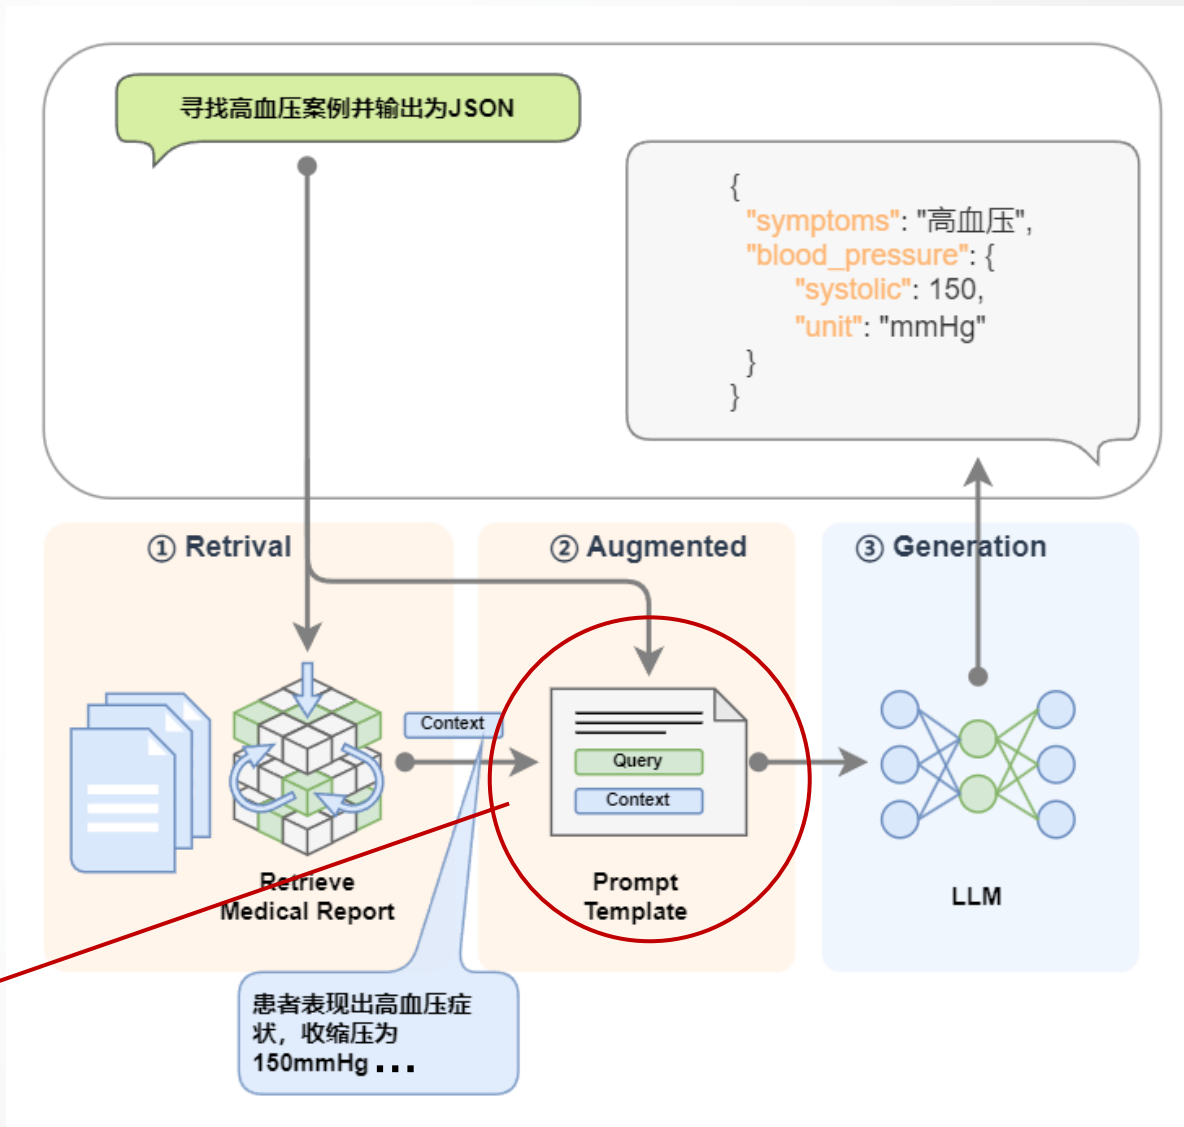 寻找高血压案例并输出为JSON
{
"symptoms": "高血压",
"blood_pressure": {
"systolic": 150,
"unit": "mmHg"
}
}
① Retrival
② Augmented
③ Generation
Context
Query
Context
Retrieve
Medical Report
Prompt
Template
LLM
患者表现出高血压症
状，收缩压为
150mmHg ...